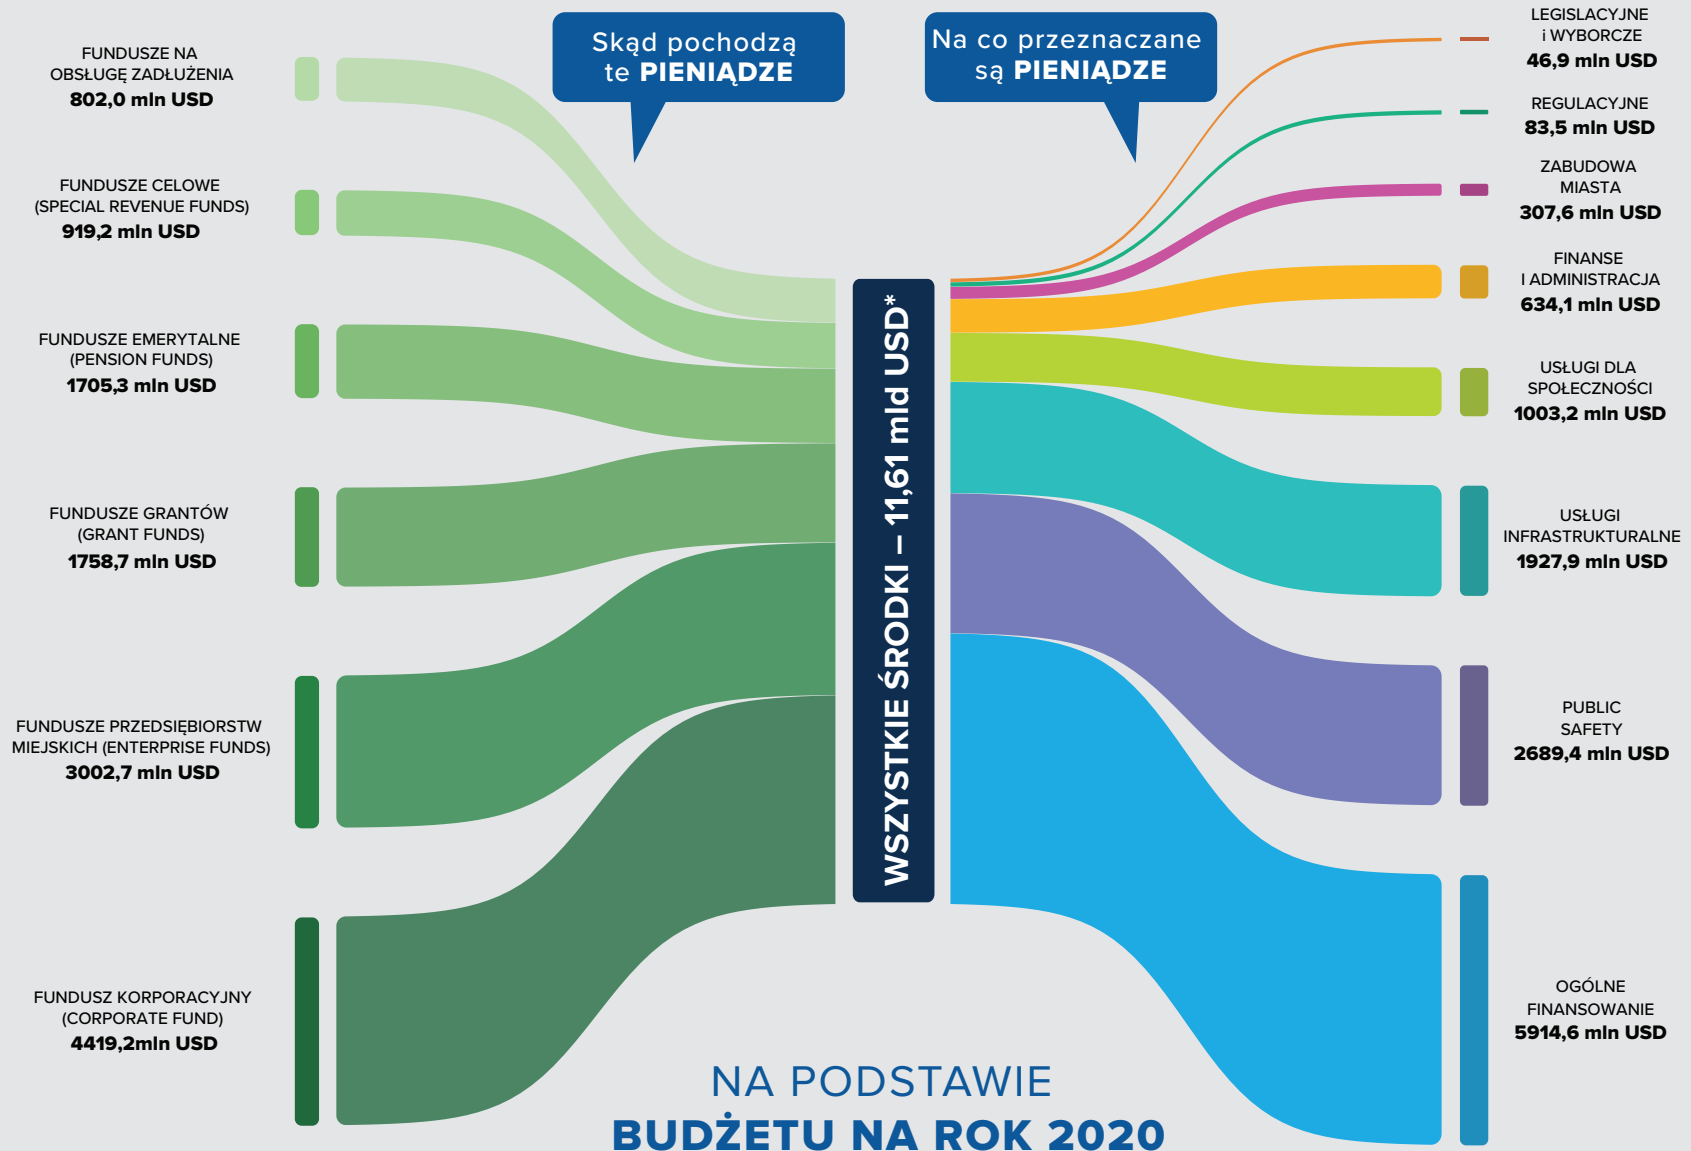 Skąd pochodzą
te PIENIĄDZE
Na co przeznaczane
są PIENIĄDZE
FUNDUSZE NA
OBSŁUGĘ ZADŁUŻENIA
802,0 mln USD
FUNDUSZE CELOWE
(SPECIAL REVENUE FUNDS)
919,2 mln USD
FUNDUSZE EMERYTALNE
(PENSION FUNDS)
1705,3 mln USD
FUNDUSZE GRANTÓW
(GRANT FUNDS)
1758,7 mln USD
FUNDUSZE PRZEDSIĘBIORSTW
MIEJSKICH (ENTERPRISE FUNDS)
3002,7 mln USD
FUNDUSZ KORPORACYJNY
(CORPORATE FUND)
4419,2mln USD
WSZYSTKIE ŚRODKI – 11,61 mld USD*
LEGISLACYJNE
i WYBORCZE
46,9 mln USD
REGULACYJNE
83,5 mln USD
ZABUDOWA
MIASTA
307,6 mln USD
FINANSE
I ADMINISTRACJA
634,1 mln USD
USŁUGI DLA
SPOŁECZNOŚCI
1003,2 mln USD
USŁUGI
INFRASTRUKTURALNE
1927,9 mln USD
PUBLIC
SAFETY
2689,4 mln USD
OGÓLNE
FINANSOWANIE
5914,6 mln USD
NA PODSTAWIE
BUDŻETU NA ROK 2020